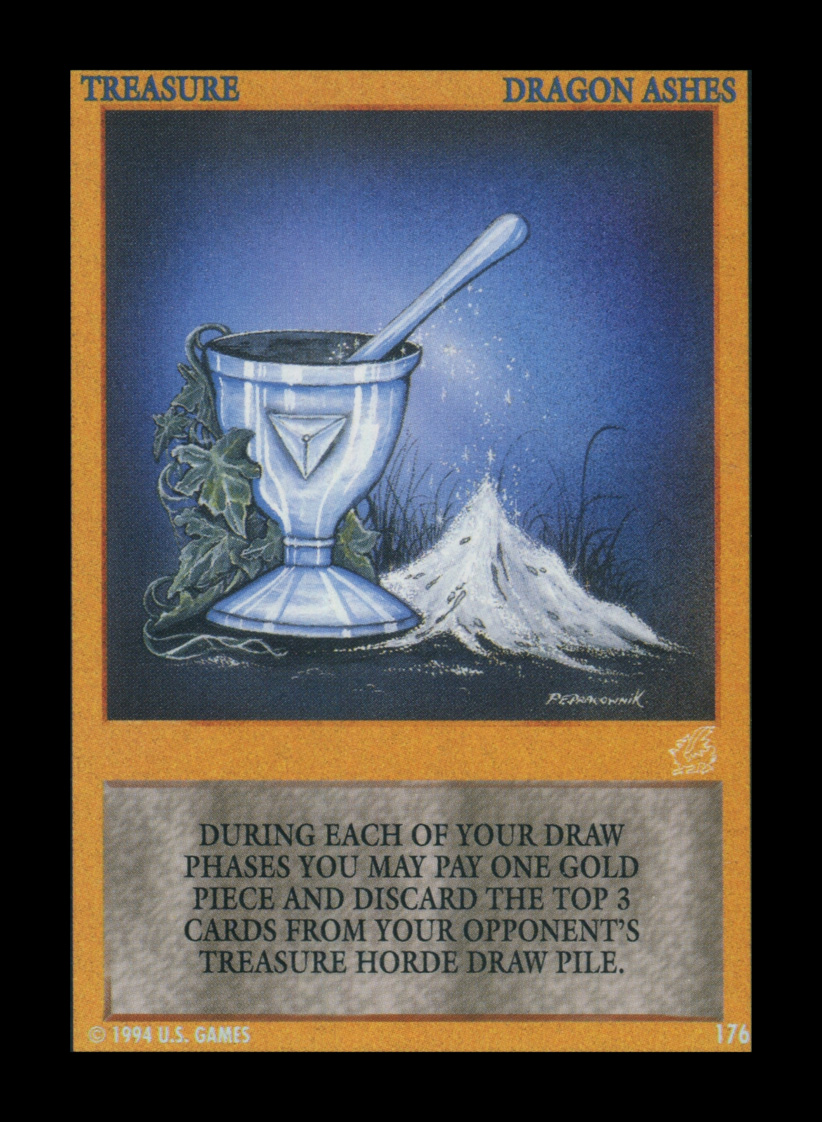 TREASURE
DRAGON ASHES
PEDRAKOWNIK
DURING EACH OF YOUR DRAW
PHASES YOU MAY PAY ONE GOLD
PIECE AND DISCARD THE TOP 3
CARDS FROM YOUR OPPONENT'S
TREASURE HORDE DRAW PILE.
© 1994 U.S. GAMES
176